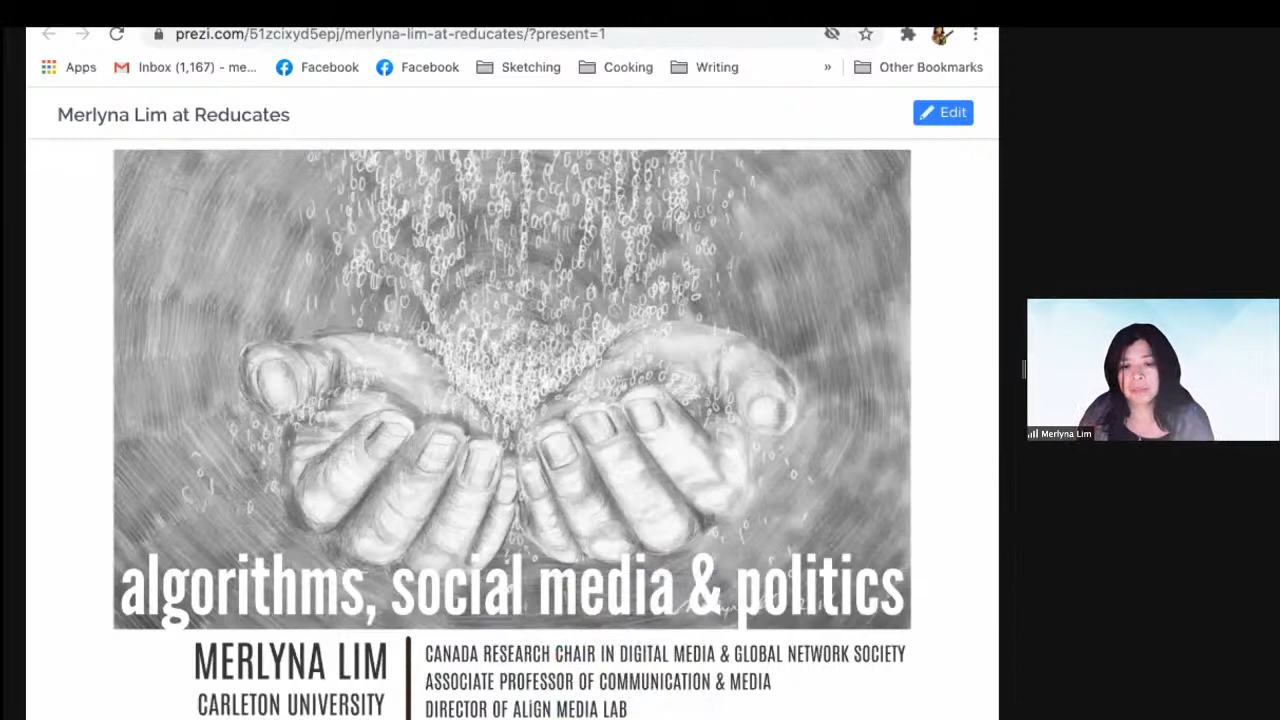 prezi.com/51zcixyd5epj/merlyna-lim-at-reducates/?present=1
Apps Inbox (1,167) - me... Facebook Facebook Sketching Cooking Writing » Other Bookmarks
Merlyna Lim at Reducates
Edit
algorithms, social media & politics
MERLYNA LIM
CARLETON UNIVERSITY
CANADA RESEARCH CHAIR IN DIGITAL MEDIA & GLOBAL NETWORK SOCIETY
ASSOCIATE PROFESSOR OF COMMUNICATION & MEDIA
DIRECTOR OF ALiGN MEDIA LAB
Merlyna Lim